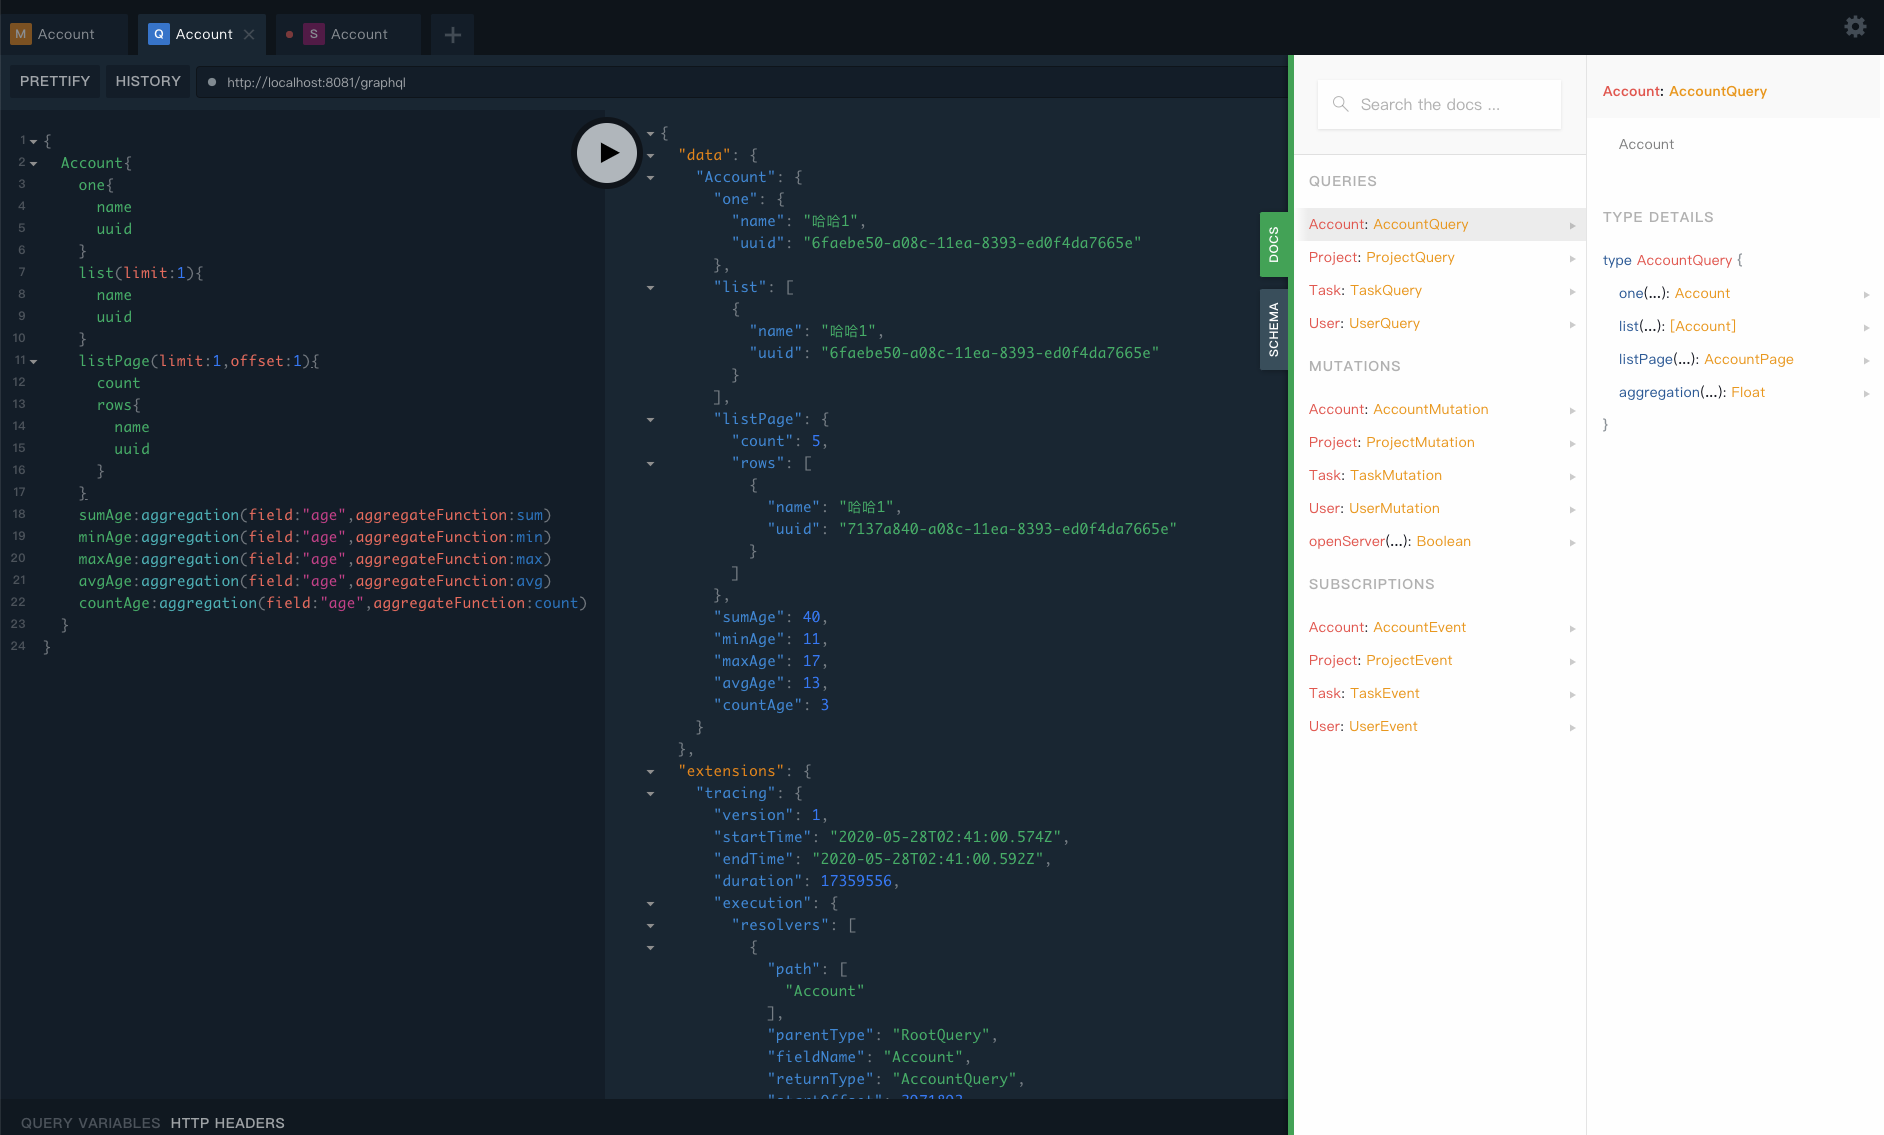 M Account
Q Account
S Account
PRETTIFY
HISTORY
http://localhost:8081/graphql
1 {
2 Account{
3 one{
4 name
5 uuid
6 }
7 list(limit:1){
8 name
9 uuid
10 }
11 listPage(limit:1,offset:1){
12 count
13 rows{
14 name
15 uuid
16 }
17 }
18 sumAge:aggregation(field:"age",aggregateFunction:sum)
19 minAge:aggregation(field:"age",aggregateFunction:min)
20 maxAge:aggregation(field:"age",aggregateFunction:max)
21 avgAge:aggregation(field:"age",aggregateFunction:avg)
22 countAge:aggregation(field:"age",aggregateFunction:count)
23 }
24 }
QUERY VARIABLES
HTTP HEADERS
{
"data": {
"Account": {
"one": {
"name": "哈哈1",
"uuid": "6faebe50-a08c-11ea-8393-ed0f4da7665e"
},
"list": [
{
"name": "哈哈1",
"uuid": "6faebe50-a08c-11ea-8393-ed0f4da7665e"
}
],
"listPage": {
"count": 5,
"rows": [
{
"name": "哈哈1",
"uuid": "7137a840-a08c-11ea-8393-ed0f4da7665e"
}
]
},
"sumAge": 40,
"minAge": 11,
"maxAge": 17,
"avgAge": 13,
"countAge": 3
}
},
"extensions": {
"tracing": {
"version": 1,
"startTime": "2020-05-28T02:41:00.574Z",
"endTime": "2020-05-28T02:41:00.592Z",
"duration": 17359556,
"execution": {
"resolvers": [
{
"path": [
"Account"
],
"parentType": "RootQuery",
"fieldName": "Account",
"returnType": "AccountQuery",
DOCS
SCHEMA
Search the docs ...
QUERIES
Account: AccountQuery
Project: ProjectQuery
Task: TaskQuery
User: UserQuery
MUTATIONS
Account: AccountMutation
Project: ProjectMutation
Task: TaskMutation
User: UserMutation
openServer(...): Boolean
SUBSCRIPTIONS
Account: AccountEvent
Project: ProjectEvent
Task: TaskEvent
User: UserEvent
Account: AccountQuery
Account
TYPE DETAILS
type AccountQuery {
one(...): Account
list(...): [Account]
listPage(...): AccountPage
aggregation(...): Float
}